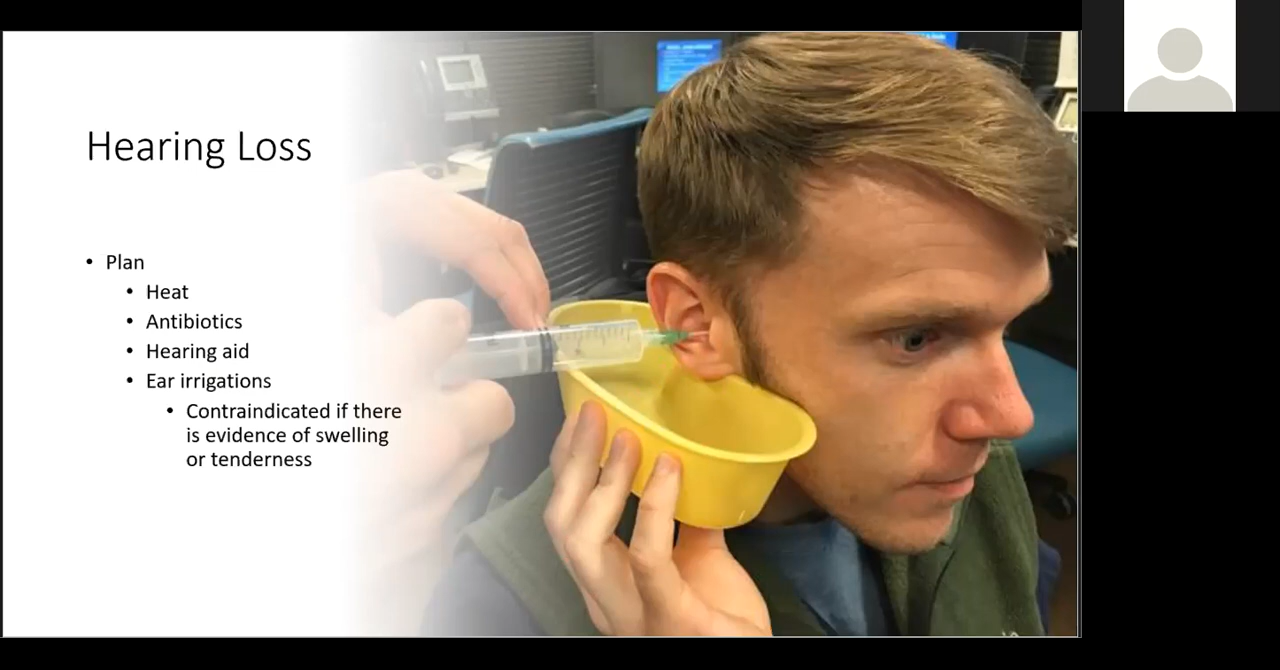 Hearing Loss
• Plan
• Heat
• Antibiotics
• Hearing aid
• Ear irrigations
• Contraindicated if there
is evidence of swelling
or tenderness